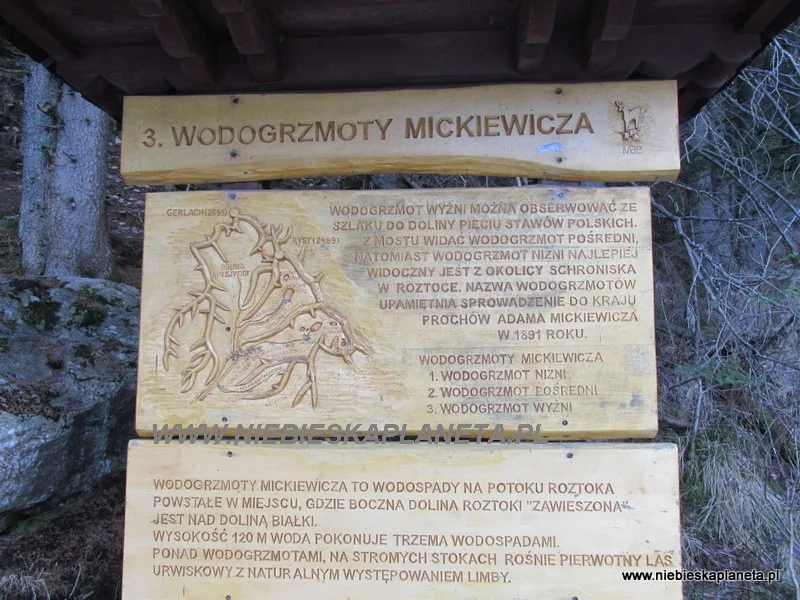 3. WODOGRZMOTY MICKIEWICZA
GERLACH(2655)
RYSY(2499)
WODOGRZMOT WYŻNI MOŻNA OBSERWOWAĆ ZE
SZLAKU DO DOLINY PIĘCIU STAWÓW POLSKICH.
Z MOSTU WIDAĆ WODOGRZMOT POŚREDNI,
NATOMIAST WODOGRZMOT NIŻNI NAJLEPIEJ
WIDOCZNY JEST Z OKOLICY SCHRONISKA
W ROZTOCE. NAZWA WODOGRZMOTÓW
UPAMIĘTNIA SPROWADZENIE DO KRAJU
PROCHÓW ADAMA MICKIEWICZA
W 1891 ROKU.
WODOGRZMOTY MICKIEWICZA
1. WODOGRZMOT NIŻNI
2. WODOGRZMOT POŚREDNI
3. WODOGRZMOT WYŻNI
WWW.NIEBIESKAPLANETA.PL
WODOGRZMOTY MICKIEWICZA TO WODOSPADY NA POTOKU ROZTOKA
POWSTAŁE W MIEJSCU, GDZIE BOCZNA DOLINA ROZTOKI "ZAWIESZONA"
JEST NAD DOLINĄ BIAŁKI.
WYSOKOŚĆ 120 M WODA POKONUJE TRZEMA WODOSPADAMI.
PONAD WODOGRZMOTAMI, NA STROMYCH STOKACH ROŚNIE PIERWOTNY LAS
URWISKOWY Z NATURALNYM WYSTĘPOWANIEM LIMBY.
www.niebieskaplaneta.pl